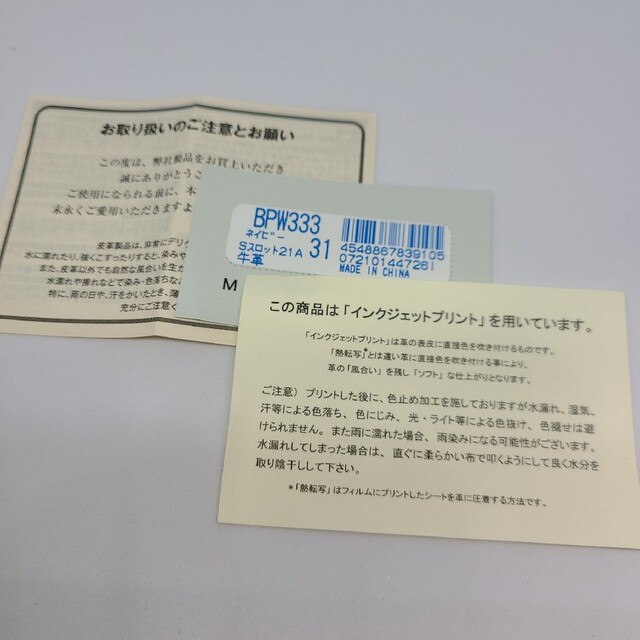 お取り扱いのご注意とお願い
この度は、弊社製品をお買上いただき
誠にありがとうご
ご使用になられる前に、本
末永くご愛用いただきますよ
皮革製品は、非常にデリ
水に濡れたり、強くこすったりすると、染みや
また、皮革以外でも自然な風合いを生か
水濡れや擦れなどで染み・色落ちな
特に、雨の日や、汗をかいたとき、薄
充分にご注意く
BPW333
ネイビー 31
Sスロット21A
牛革
4548867839105
072101447261
MADE IN CHINA
M
この商品は「インクジェットプリント」を用いています。
「インクジェットプリント」は革の表皮に直接色を吹き付けるものです。
「熱転写」*とは違い革に直接色を吹き付る事により、
革の「風合い」を残し「ソフト」な仕上がりとなります。
ご注意） プリントした後に、色止め加工を施しておりますが水漏れ、湿気、
汗等による色落ち、色にじみ、光・ライト等による色抜け、色褪せは避
けられません。また雨に濡れた場合、雨染みになる可能性がございます。
水漏れしてしまった場合は、直ぐに柔らかい布で叩くようにして良く水分を
取り陰干しして下さい。
*「熱転写」はフィルムにプリントしたシートを革に圧着する方法です。